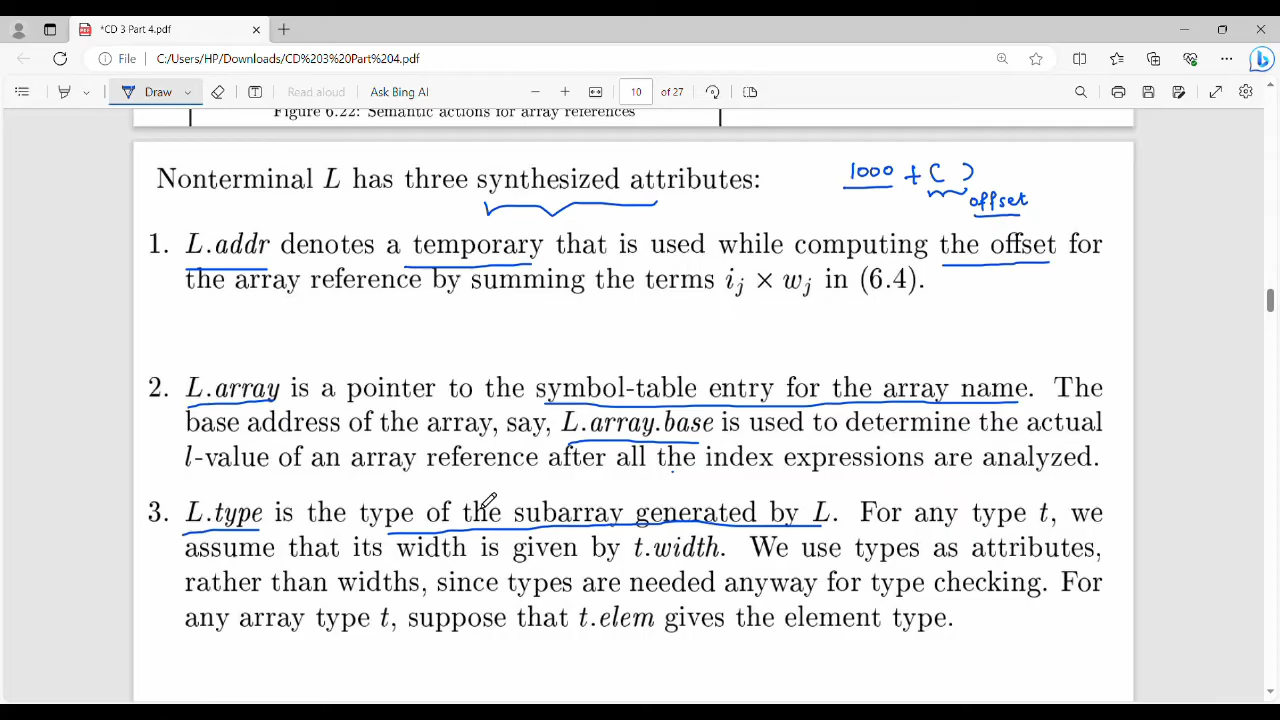 *CD 3 Part 4.pdf
File C:/Users/HP/Downloads/CD%203%20Part%204.pdf
Draw Read aloud Ask Bing AI 10 of 27
Figure 6.22: Semantic actions for array references
Nonterminal L has three synthesized attributes:
1000 + ( )
offset
1. L.addr denotes a temporary that is used while computing the offset for
the array reference by summing the terms i_j × w_j in (6.4).
2. L.array is a pointer to the symbol-table entry for the array name. The
base address of the array, say, L.array.base is used to determine the actual
l-value of an array reference after all the index expressions are analyzed.
3. L.type is the type of the subarray generated by L. For any type t, we
assume that its width is given by t.width. We use types as attributes,
rather than widths, since types are needed anyway for type checking. For
any array type t, suppose that t.elem gives the element type.